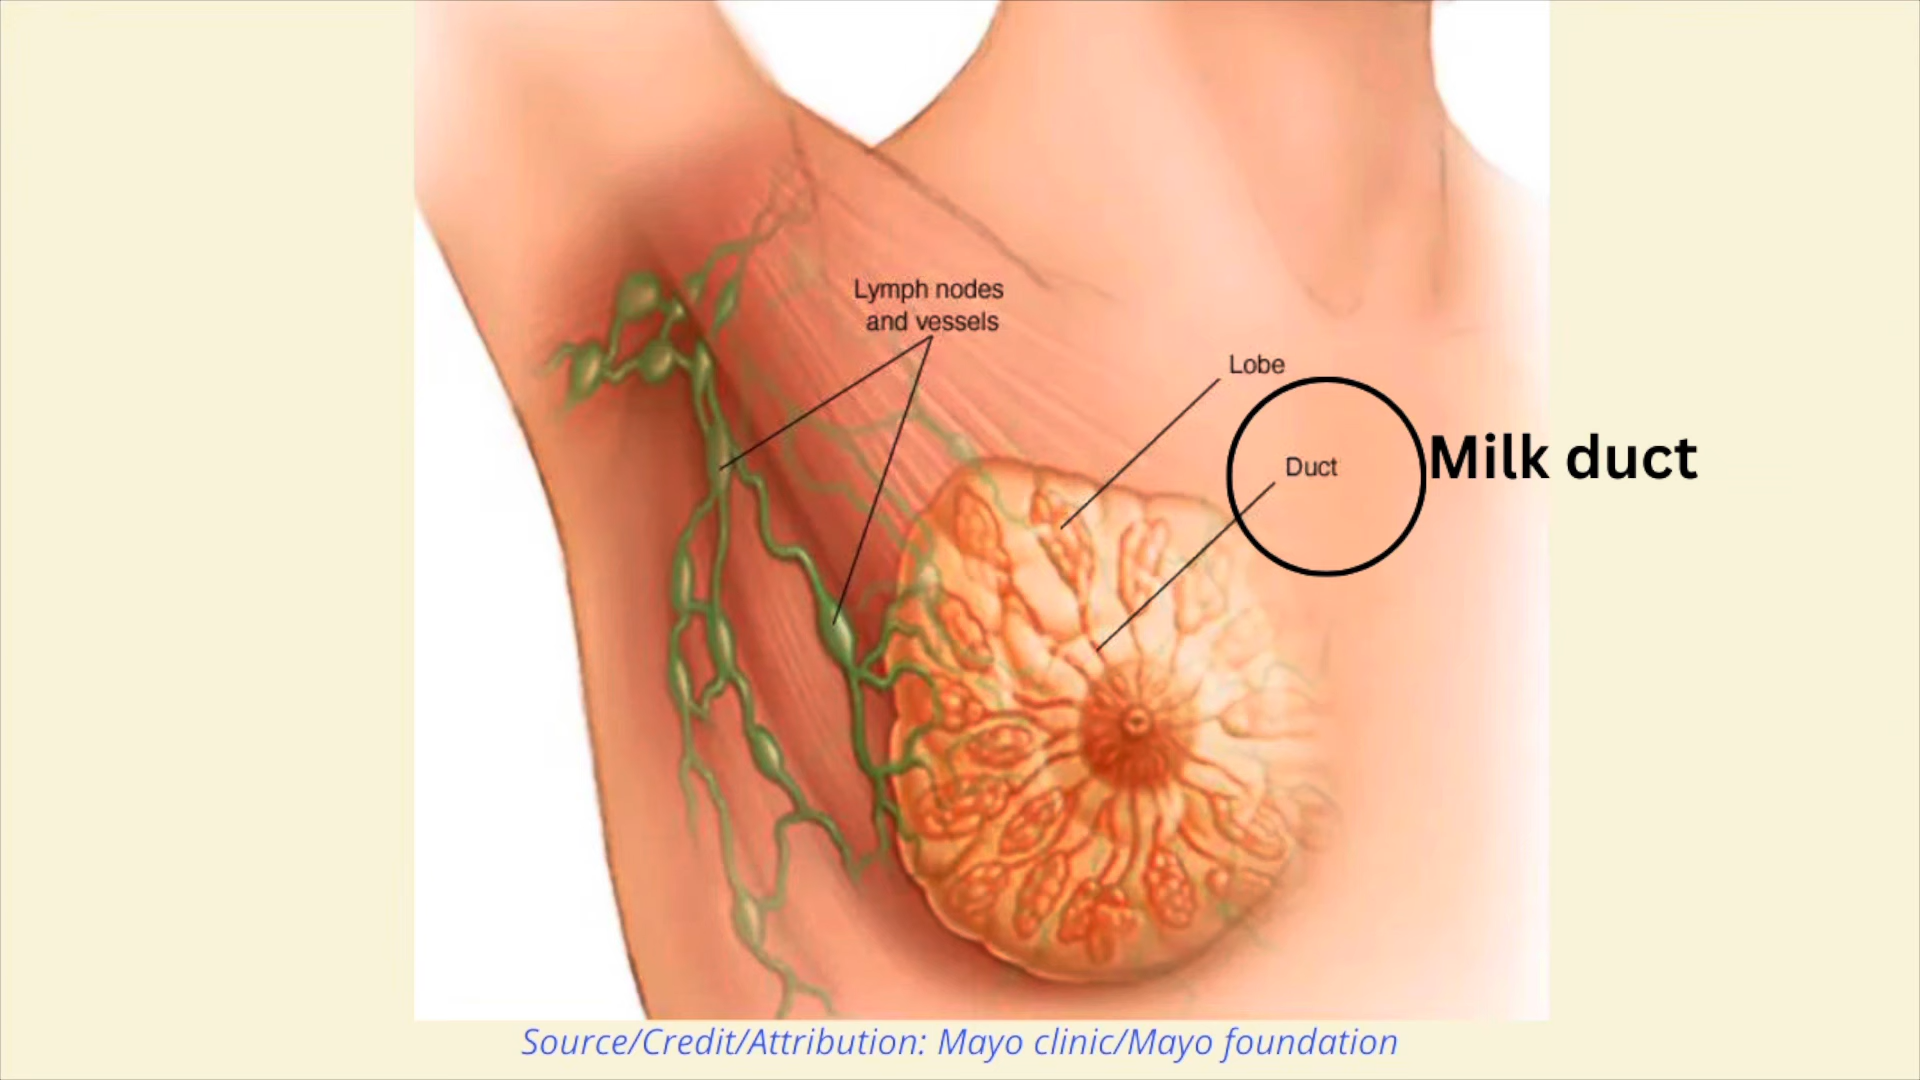 Lymph nodes
and vessels
Lobe
Duct
Milk duct
Source/Credit/Attribution: Mayo clinic/Mayo foundation